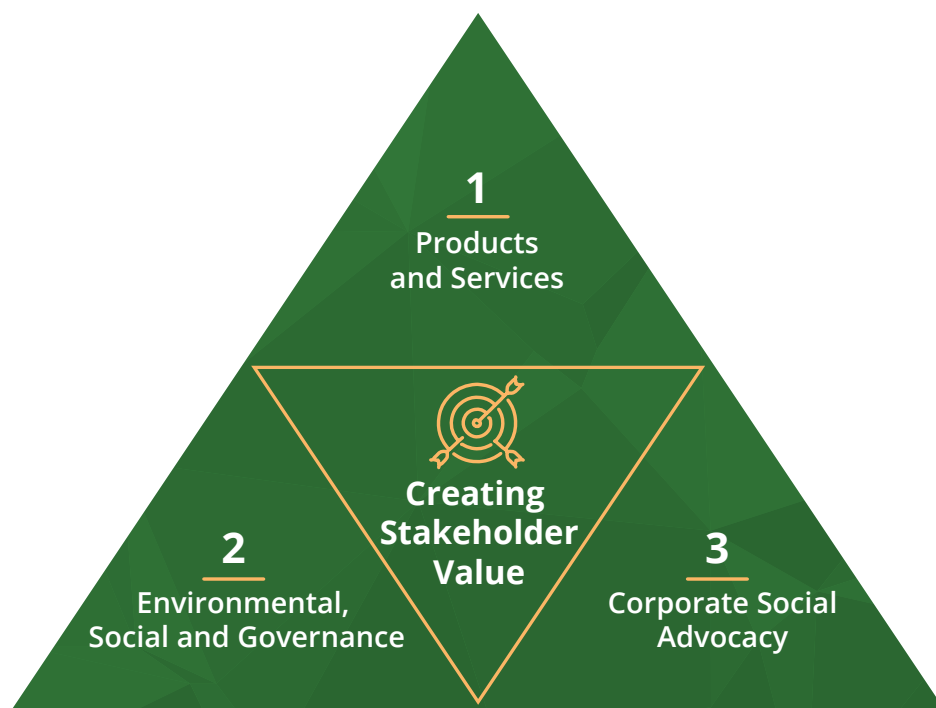 1
Products
and Services
Creating
Stakeholder
Value
2
Environmental,
Social and Governance
3
Corporate Social
Advocacy